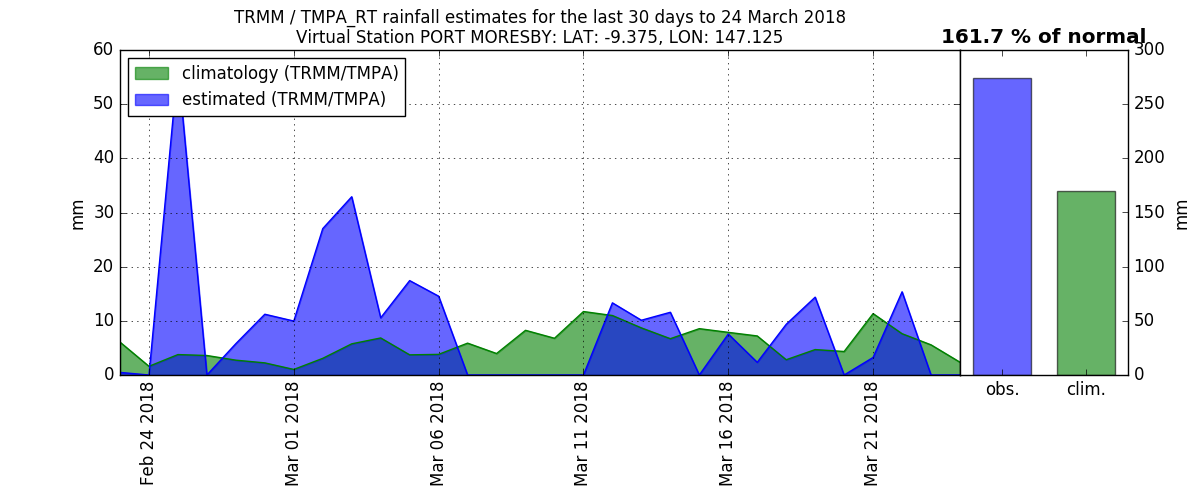 TRMM / TMPA_RT rainfall estimates for the last 30 days to 24 March 2018
Virtual Station PORT MORESBY: LAT: -9.375, LON: 147.125
161.7 % of normal
climatology (TRMM/TMPA)
estimated (TRMM/TMPA)
mm
60
50
40
30
20
10
0
Feb 24 2018
Mar 01 2018
Mar 06 2018
Mar 11 2018
Mar 16 2018
Mar 21 2018
obs.
clim.
300
250
200
150
100
50
0
mm